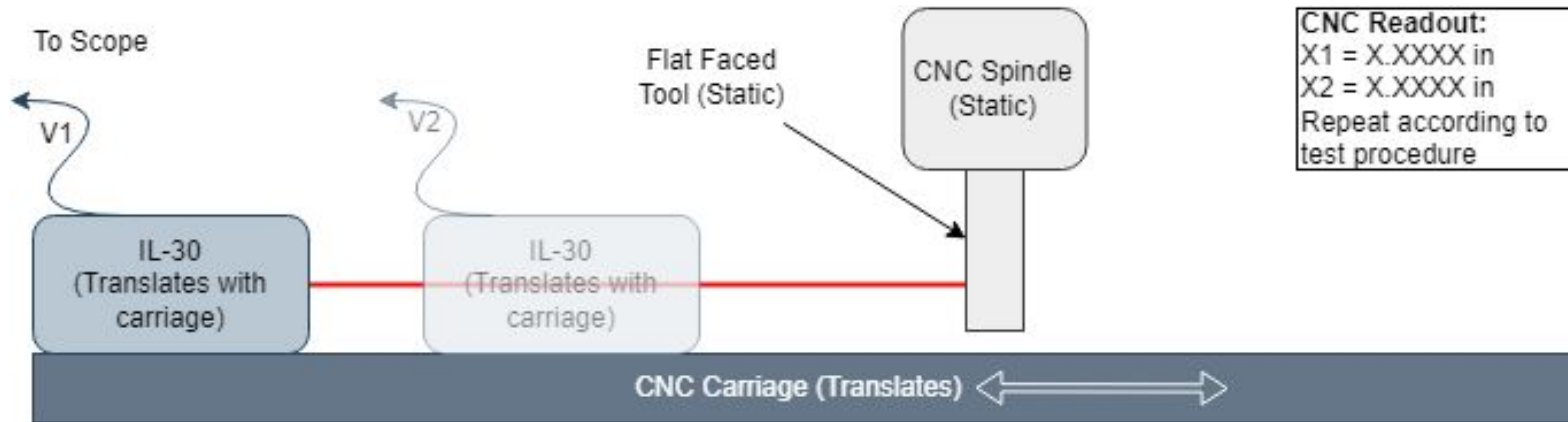 To Scope
V1
V2
Flat Faced
Tool (Static)
CNC Spindle
(Static)
CNC Readout:
X1 = X.XXXX in
X2 = X.XXXX in
Repeat according to
test procedure
IL-30
(Translates with
carriage)
IL-30
(Translates with
carriage)
CNC Carriage (Translates)